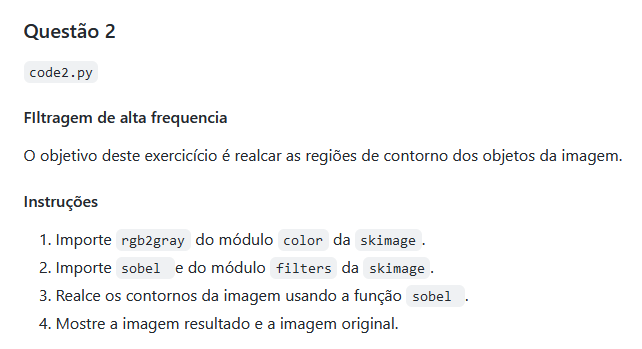 Questão 2
code2.py
FIltragem de alta frequencia
O objetivo deste exercicício é realcar as regiões de contorno dos objetos da imagem.
Instruções
1. Importe rgb2gray do módulo color da skimage.
2. Importe sobel e do módulo filters da skimage.
3. Realce os contornos da imagem usando a função sobel .
4. Mostre a imagem resultado e a imagem original.